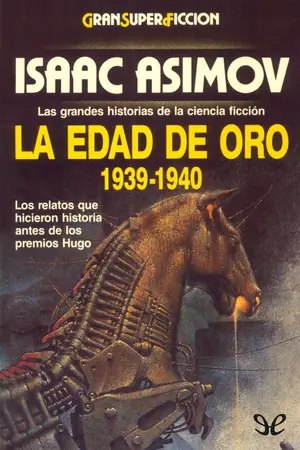 GRANSUPERFICCION
ISAAC ASIMOV
Las grandes historias de la ciencia ficción
LA EDAD DE ORO
1939-1940
Los relatos que
hicieron historia
antes de los
premios Hugo